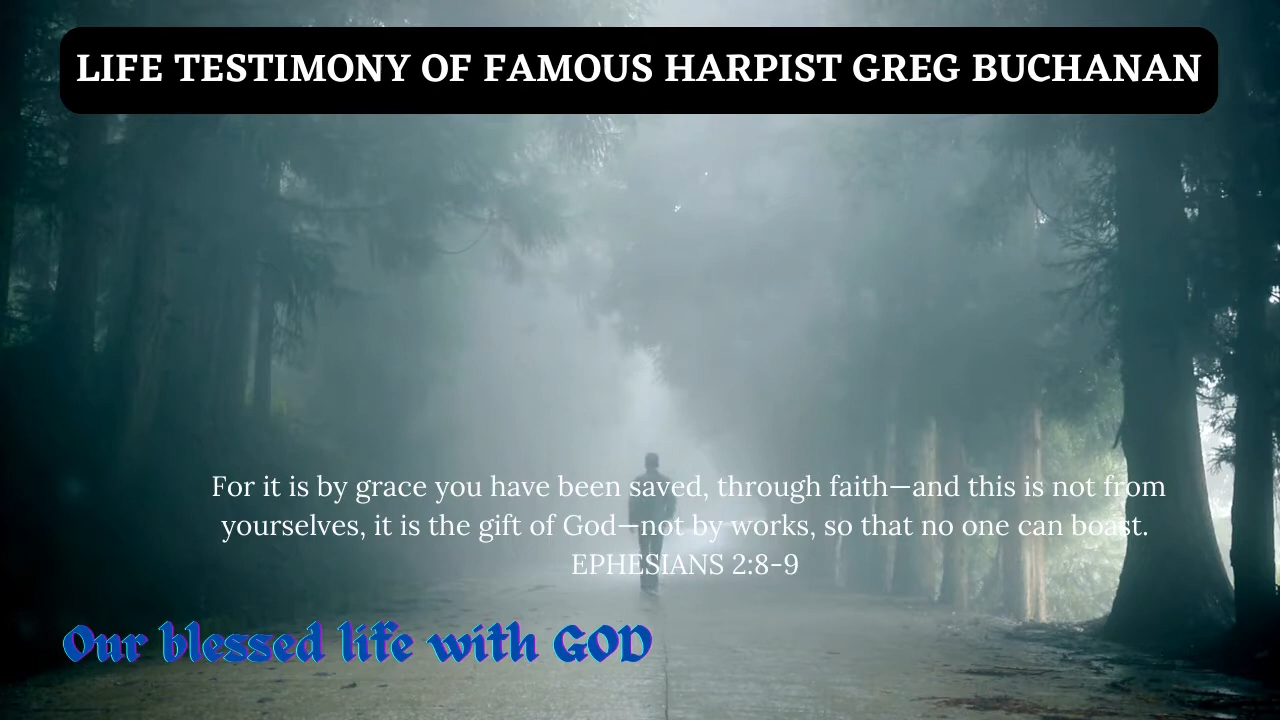 LIFE TESTIMONY OF FAMOUS HARPIST GREG BUCHANAN
For it is by grace you have been saved, through faith—and this is not from
yourselves, it is the gift of God—not by works, so that no one can boast.
EPHESIANS 2:8-9
Our blessed life with GOD